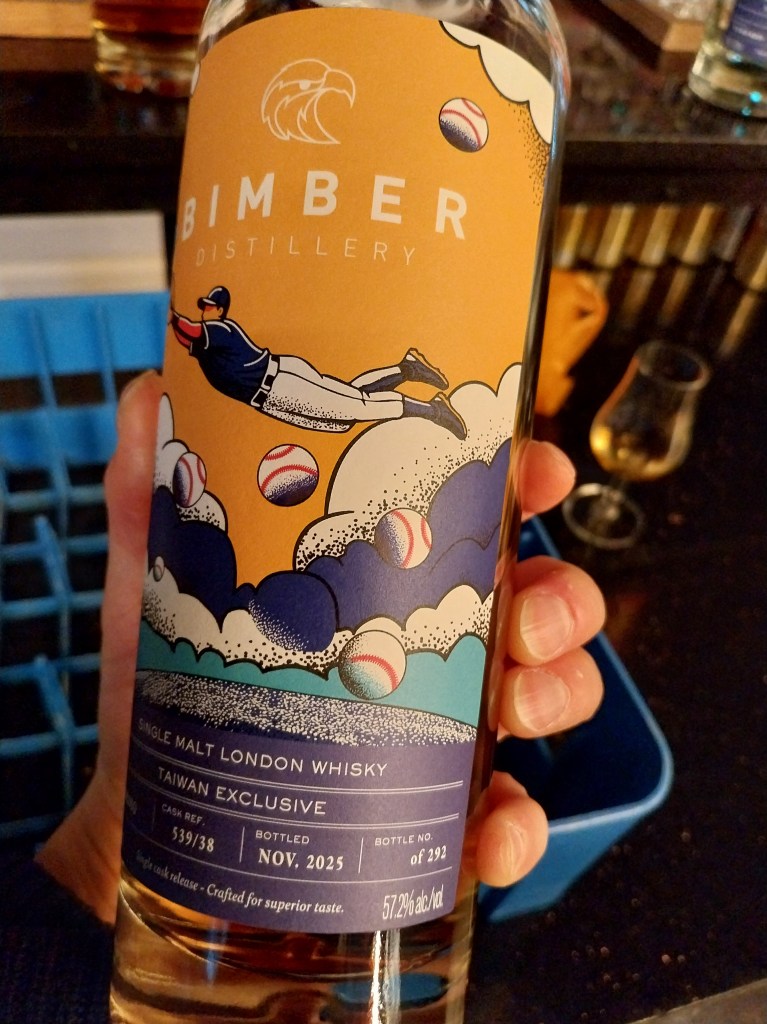 BIMBER
DISTILLERY
SINGLE MALT LONDON WHISKY
TAIWAN EXCLUSIVE
CASK REF.
539/38
BOTTLED
NOV. 2025
BOTTLE NO.
of 292
Single cask release - Crafted for superior taste.
57.2% alc./vol